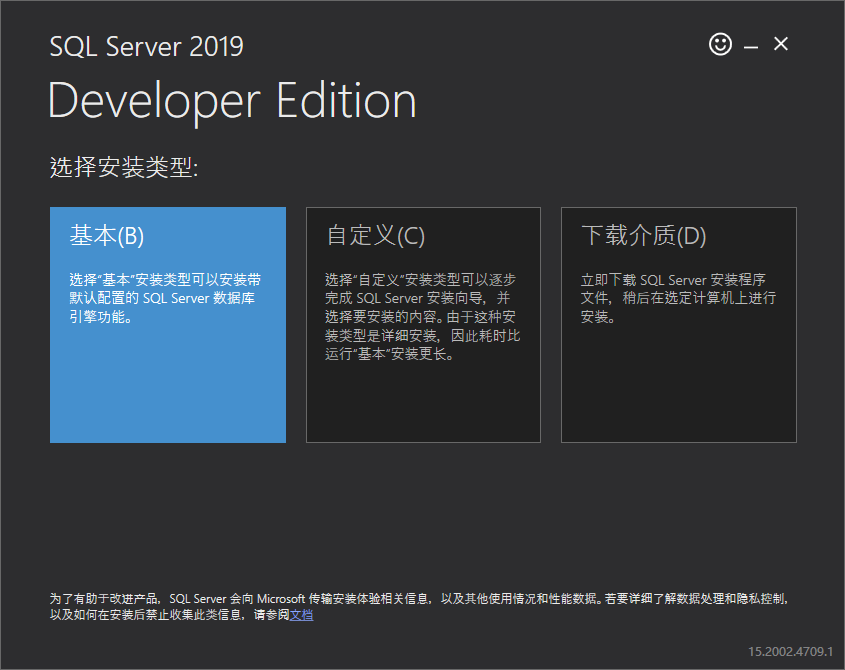 SQL Server 2019
Developer Edition
选择安装类型:
基本(B)
选择“基本”安装类型可以安装带
默认配置的 SQL Server 数据库
引擎功能。
自定义(C)
选择“自定义”安装类型可以逐步
完成 SQL Server 安装向导，并
选择要安装的内容。由于这种安
装类型是详细安装，因此耗时比
运行“基本”安装更长。
下载介质(D)
立即下载 SQL Server 安装程序
文件，稍后在选定计算机上进行
安装。
为了有助于改进产品，SQL Server 会向 Microsoft 传输安装体验相关信息，以及其他使用情况和性能数据。若要详细了解数据处理和隐私控制，
以及如何在安装后禁止收集此类信息，请参阅文档
15.2002.4709.1